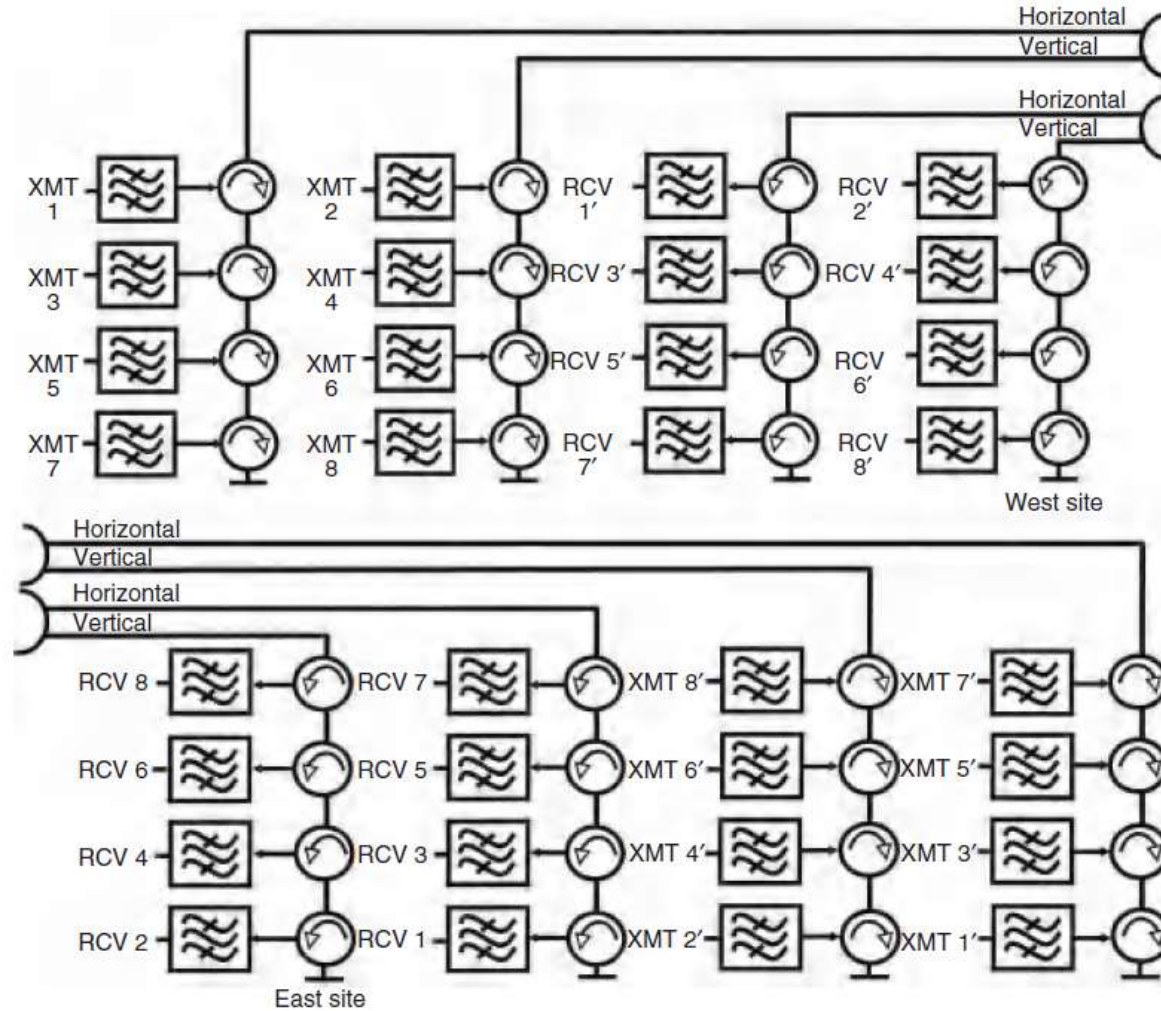 Horizontal
Vertical
Horizontal
Vertical
XMT
1
XMT
2
RCV
1′
RCV
2′
XMT
3
XMT
4
RCV 3′
RCV 4′
XMT
5
XMT
6
RCV 5′
RCV
6′
XMT
7
XMT
8
RCV
7′
RCV
8′
West site
Horizontal
Vertical
Horizontal
Vertical
RCV 8
RCV 7
XMT 8′
XMT 7′
RCV 6
RCV 5
XMT 6′
XMT 5′
RCV 4
RCV 3
XMT 4′
XMT 3′
RCV 2
RCV 1
XMT 2′
XMT 1′
East site